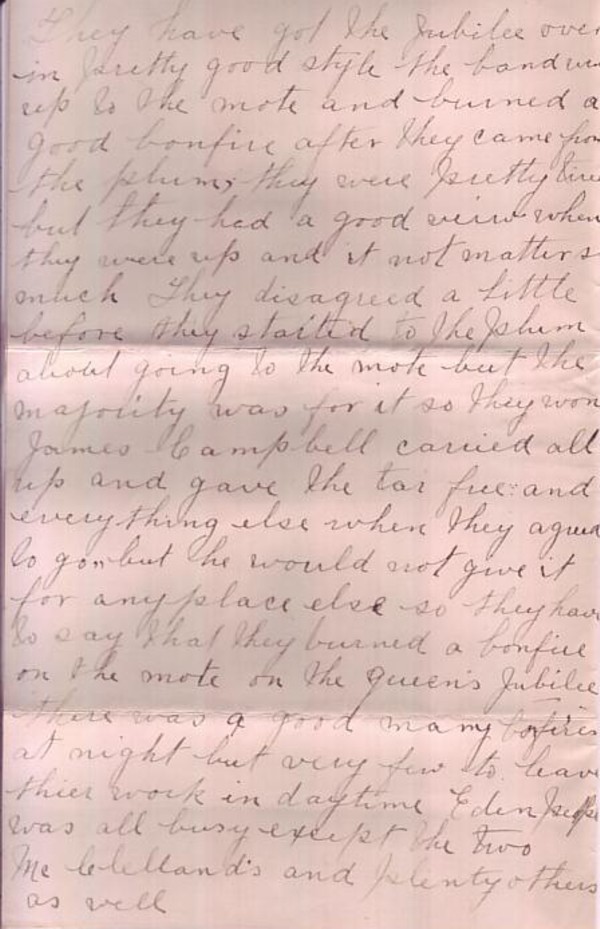 They have got the Jubilee over
in pretty good style the band
up to the mote and burned a
good bonfire after they came from
the plum, they were pretty tired
but they had a good view when
they were up and it not matters
much They disagreed a little
before they started to the plum
about going to the mote but the
majority was for it so they won
James Campbell carried all
up and gave the tar free and
everything else when they agreed
to go but he would not give it
for any place else so they have
to say that they burned a bonfire
on the mote on the Queen's Jubilee
there was a good many bofires
at night but very few to leave
thier work in daytime Eden people
was all busy except the two
Mc Clelland's and plenty others
as well